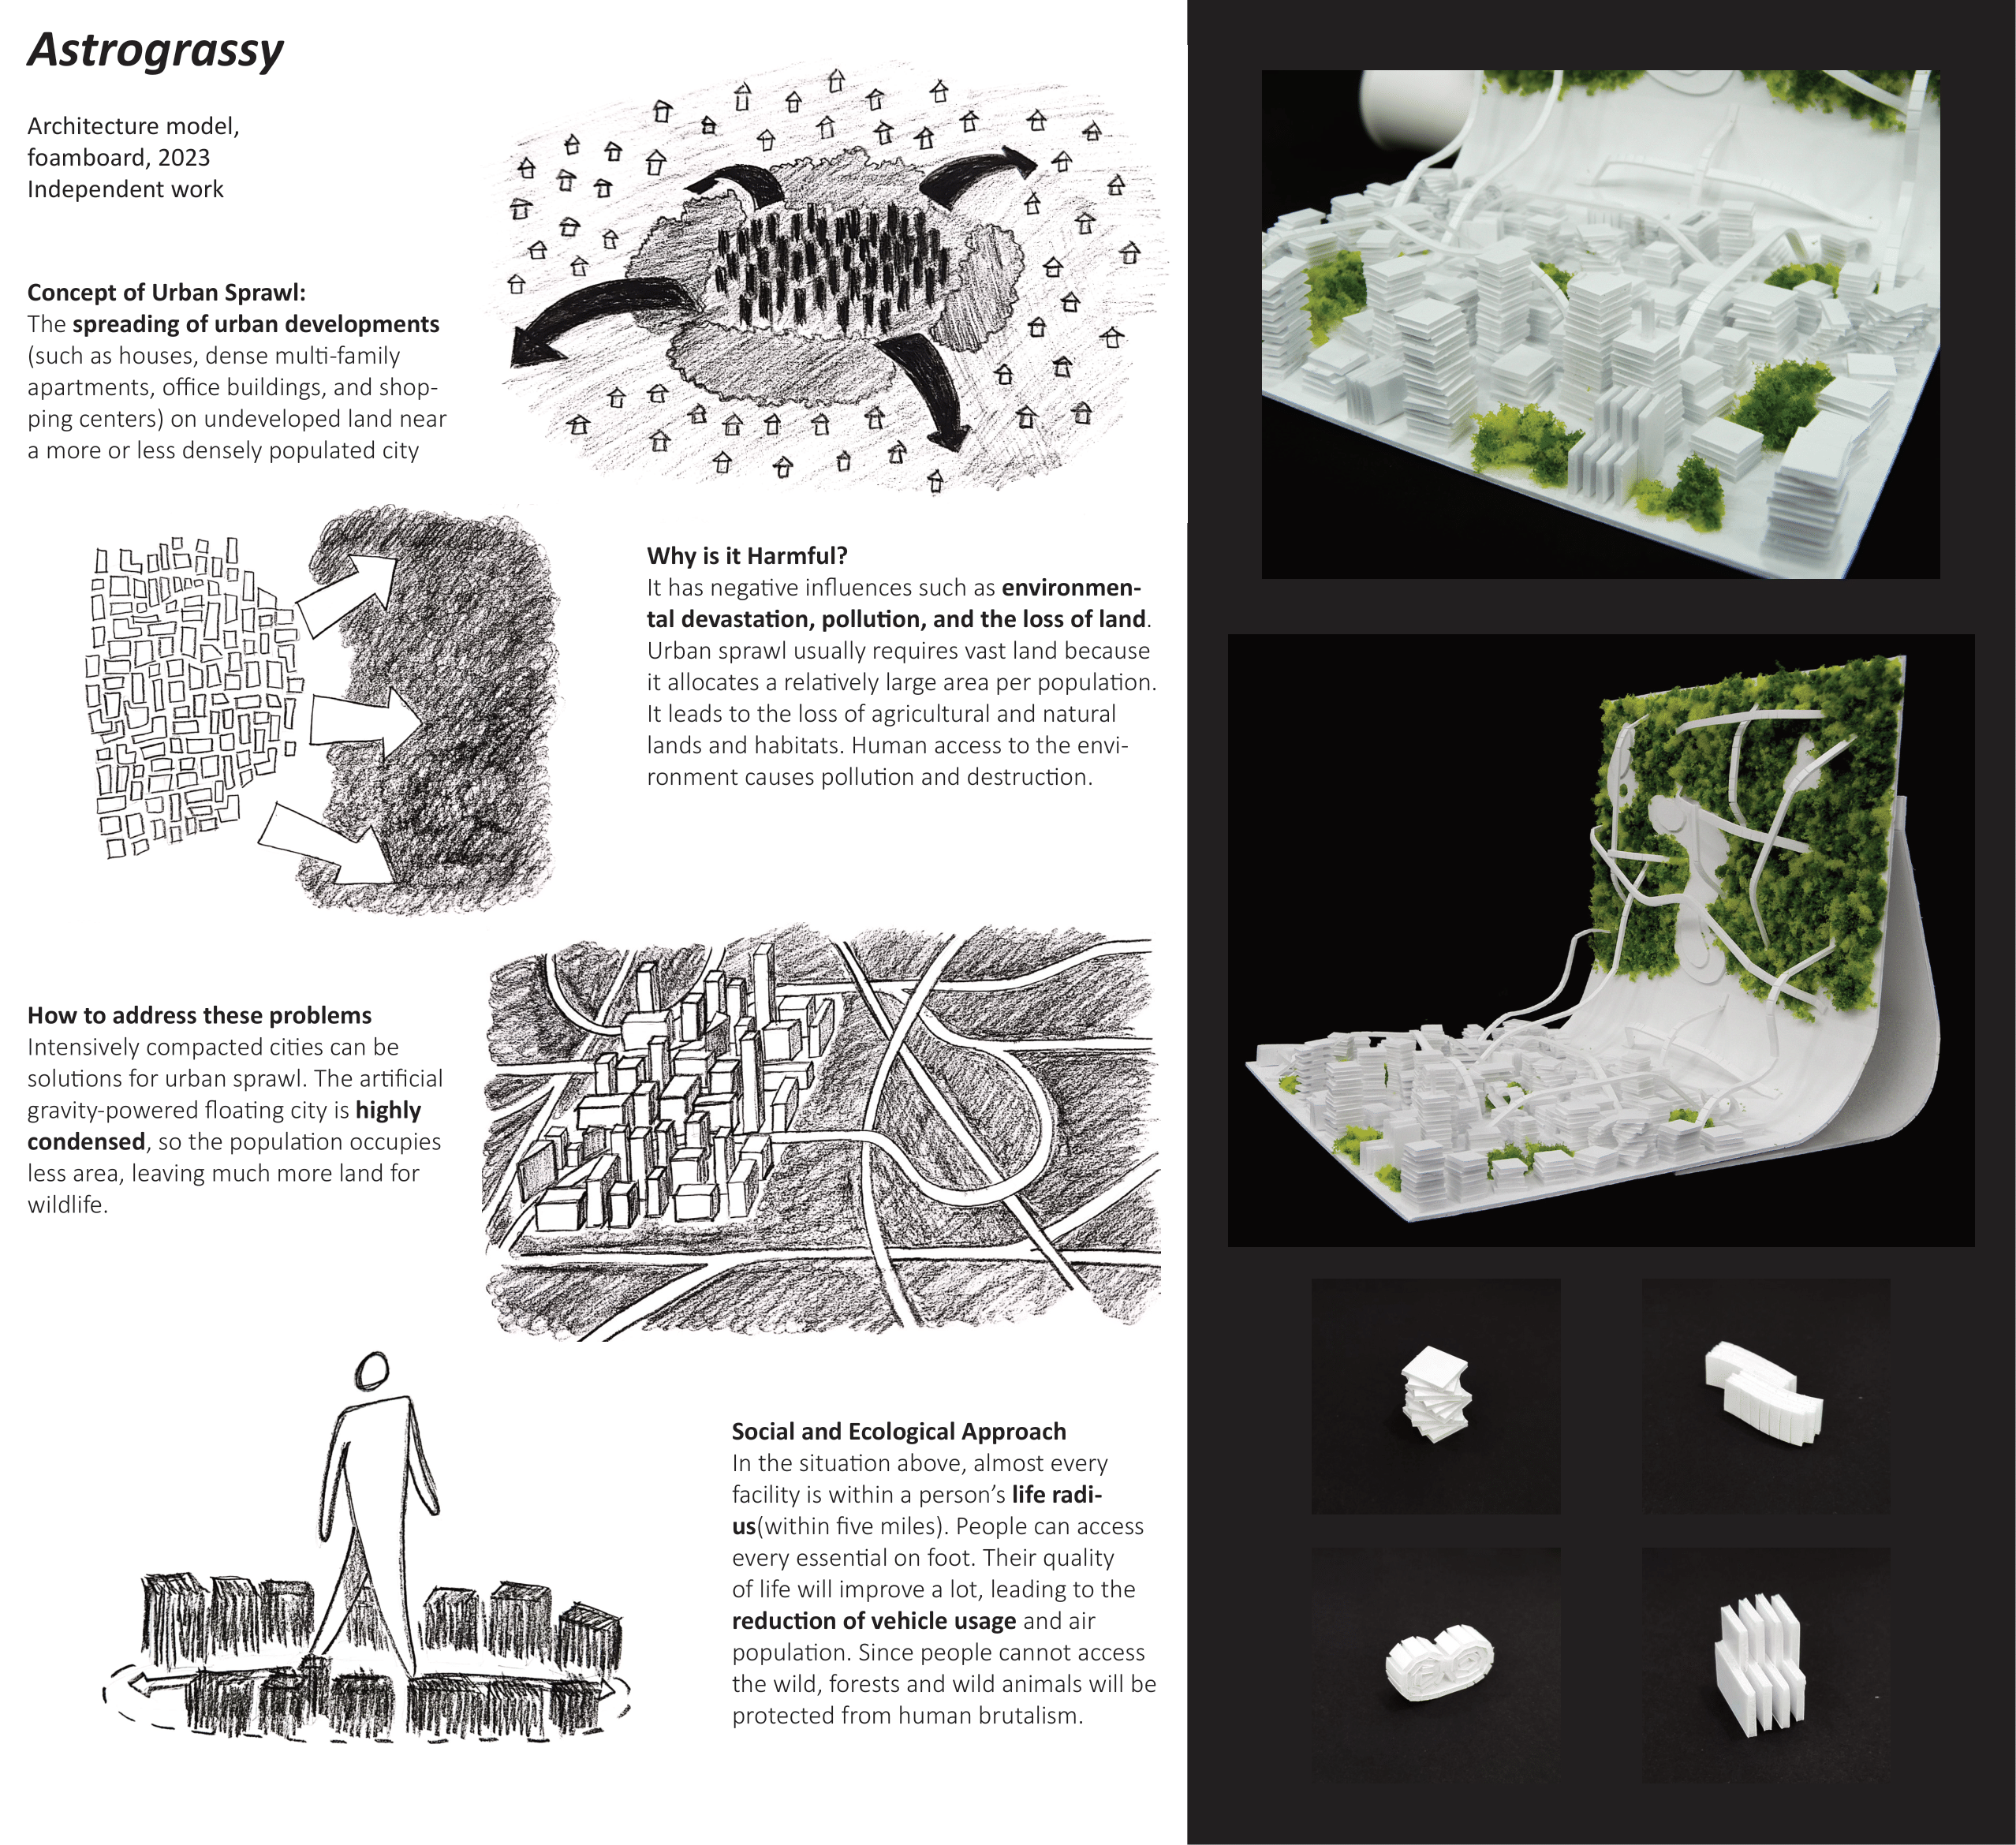 Astrograssy
Architecture model,
foamboard, 2023
Independent work
Concept of Urban Sprawl:
The spreading of urban developments
(such as houses, dense multi-family
apartments, office buildings, and shop-
ping centers) on undeveloped land near
a more or less densely populated city
Why is it Harmful?
It has negative influences such as environmen-
tal devastation, pollution, and the loss of land.
Urban sprawl usually requires vast land because
it allocates a relatively large area per population.
It leads to the loss of agricultural and natural
lands and habitats. Human access to the envi-
ronment causes pollution and destruction.
How to address these problems
Intensively compacted cities can be
solutions for urban sprawl. The artificial
gravity-powered floating city is highly
condensed, so the population occupies
less area, leaving much more land for
wildlife.
Social and Ecological Approach
In the situation above, almost every
facility is within a person’s life radi-
us(within five miles). People can access
every essential on foot. Their quality
of life will improve a lot, leading to the
reduction of vehicle usage and air
population. Since people cannot access
the wild, forests and wild animals will be
protected from human brutalism.